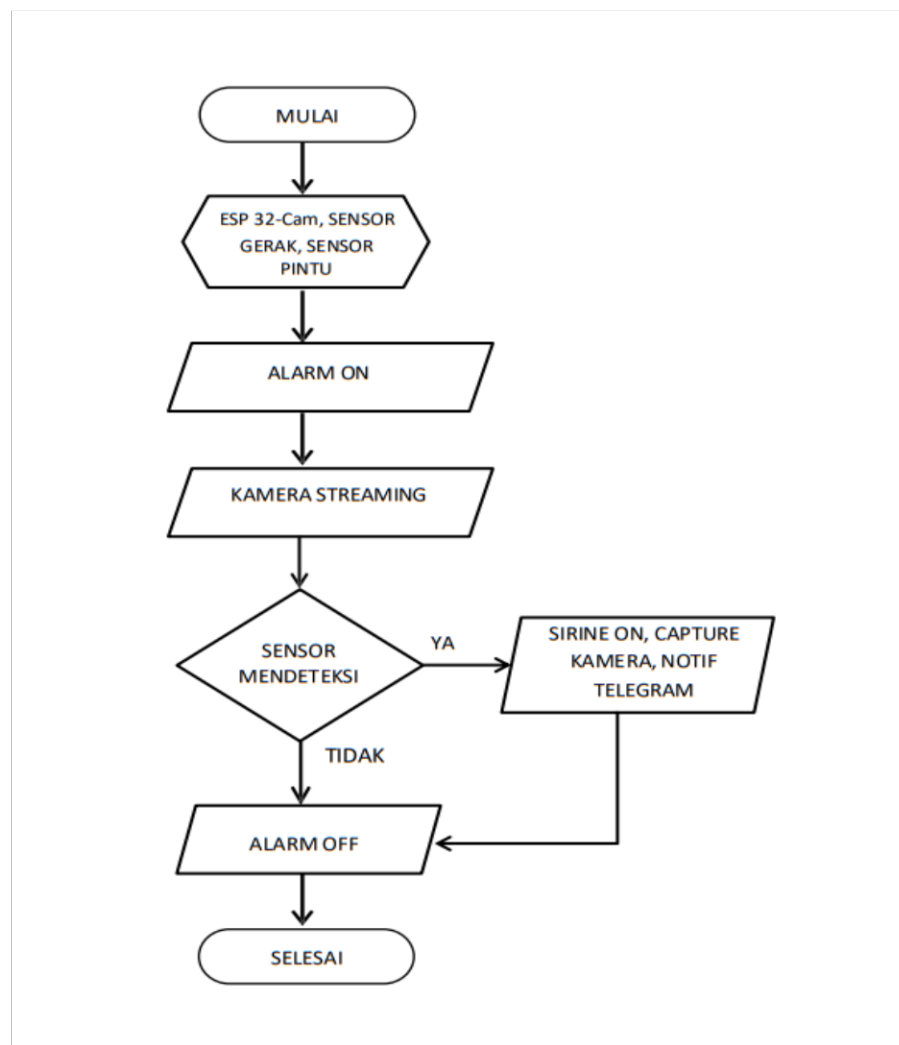 MULAI
ESP 32-Cam, SENSOR
GERAK, SENSOR
PINTU
ALARM ON
KAMERA STREAMING
SENSOR
MENDETEKSI
YA
SIRINE ON, CAPTURE
KAMERA, NOTIF
TELEGRAM
TIDAK
ALARM OFF
SELESAI